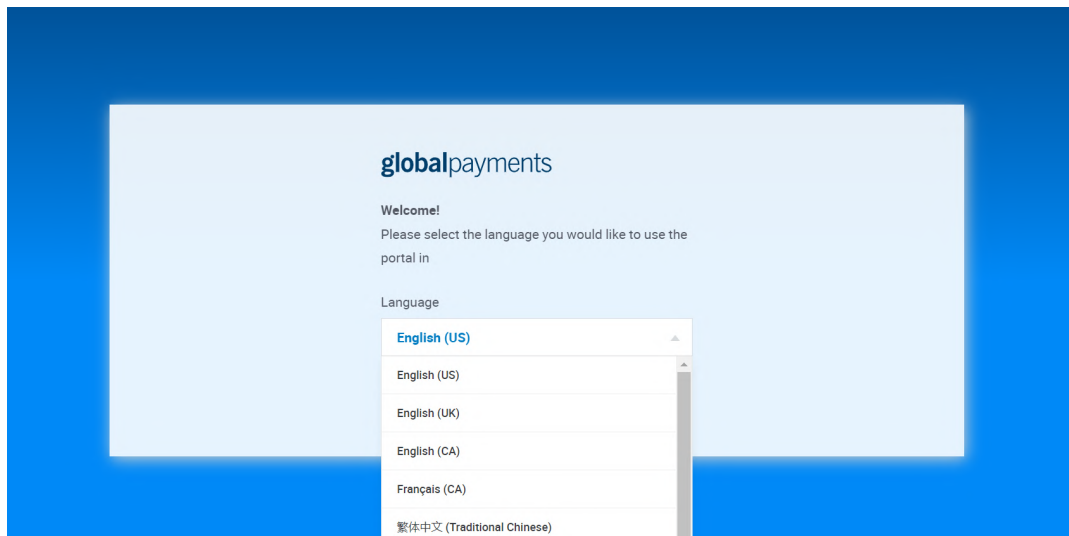 globalpayments
Welcome!
Please select the language you would like to use the
portal in
Language
English (US)
English (US)
English (UK)
English (CA)
Français (CA)
繁体中文 (Traditional Chinese)